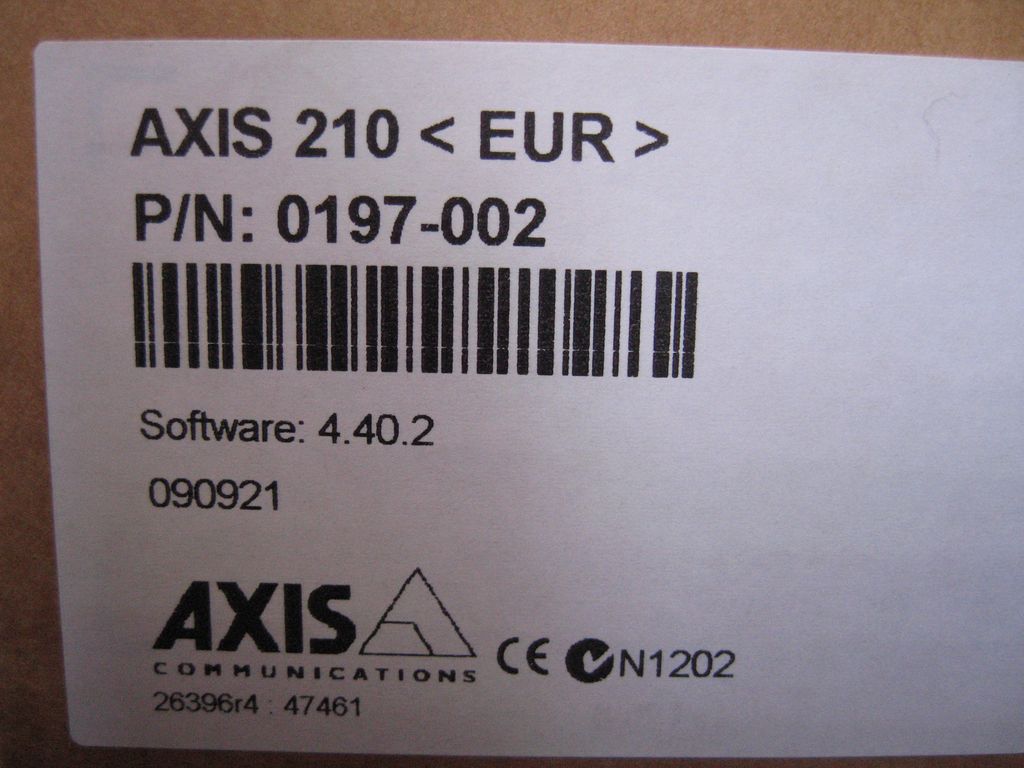 AXIS 210 < EUR >
P/N: 0197-002
Software: 4.40.2
090921
AXIS
COMMUNICATIONS
CE N1202
26396r4 : 47461